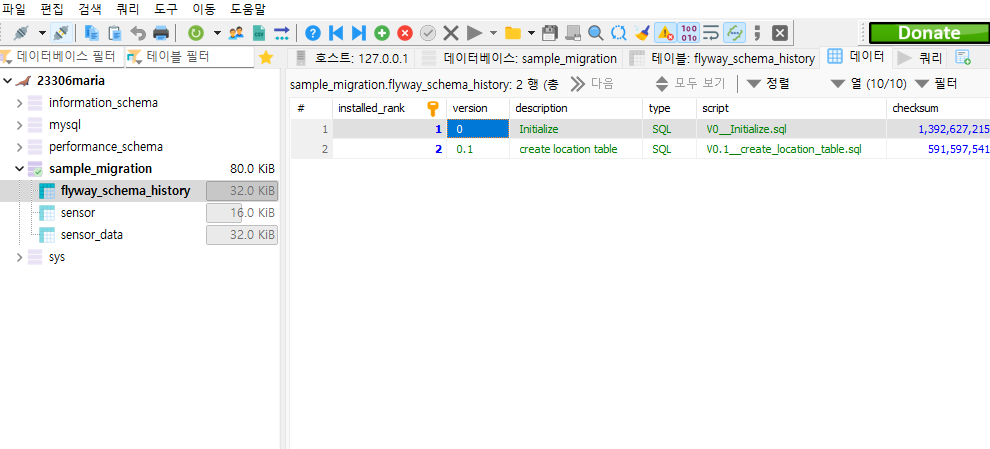 파일 편집 검색 쿼리 도구 이동 도움말
Donate
데이터베이스 필터 테이블 필터 호스트: 127.0.0.1 데이터베이스: sample_migration 테이블: flyway_schema_history 데이터 쿼리
23306maria
information_schema
mysql
performance_schema
sample_migration 80.0 KiB
flyway_schema_history 32.0 KiB
sensor 16.0 KiB
sensor_data 32.0 KiB
sys
sample_migration.flyway_schema_history: 2 행 (총 다음 모두 보기 정렬 열 (10/10) 필터
# installed_rank version description type script checksum
1 1 0 Initialize SQL V0__Initialize.sql 1,392,627,215
2 2 0.1 create location table SQL V0.1__create_location_table.sql 591,597,541